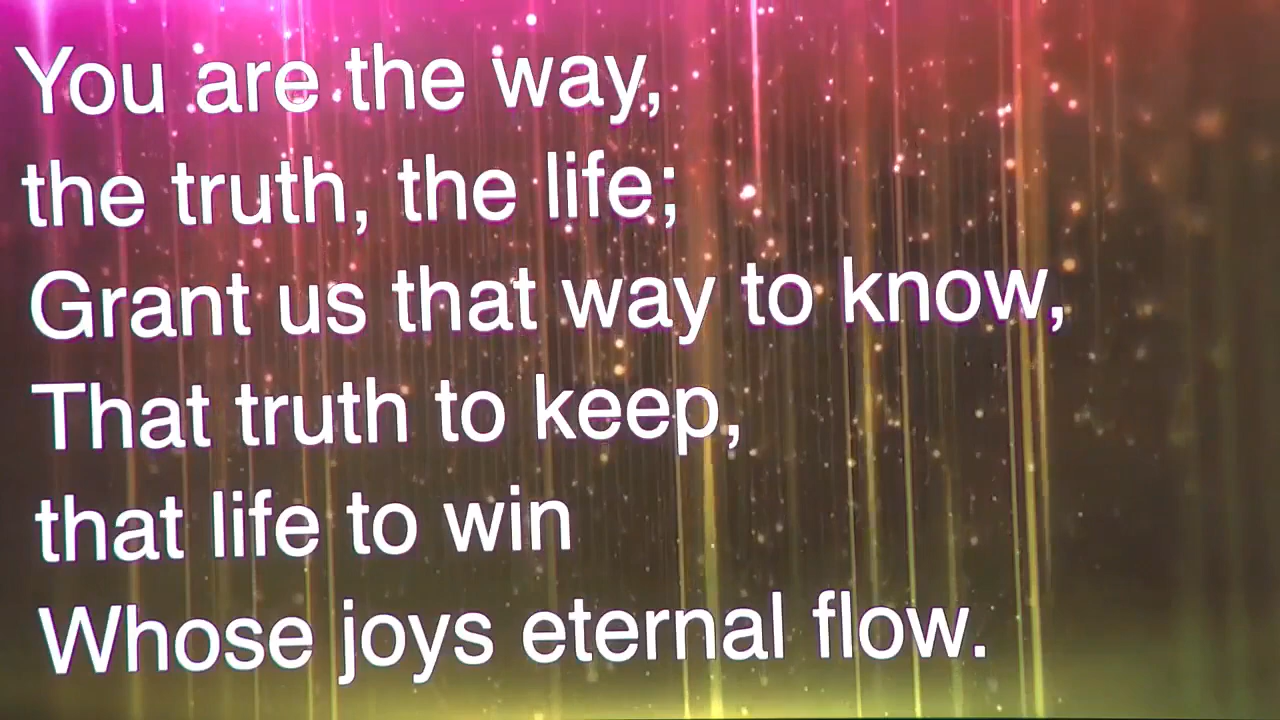 You are the way,
the truth, the life;
Grant us that way to know,
That truth to keep,
that life to win
Whose joys eternal flow.